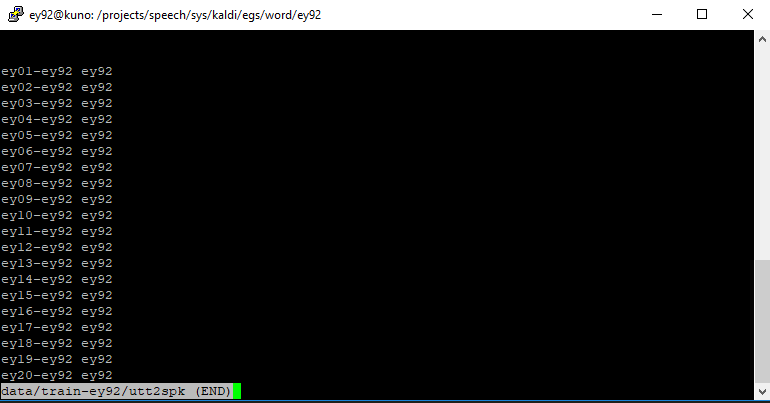 ey92@kuno: /projects/speech/sys/kaldi/egs/word/ey92
ey01-ey92 ey92
ey02-ey92 ey92
ey03-ey92 ey92
ey04-ey92 ey92
ey05-ey92 ey92
ey06-ey92 ey92
ey07-ey92 ey92
ey08-ey92 ey92
ey09-ey92 ey92
ey10-ey92 ey92
ey11-ey92 ey92
ey12-ey92 ey92
ey13-ey92 ey92
ey14-ey92 ey92
ey15-ey92 ey92
ey16-ey92 ey92
ey17-ey92 ey92
ey18-ey92 ey92
ey19-ey92 ey92
ey20-ey92 ey92
data/train-ey92/utt2spk (END)